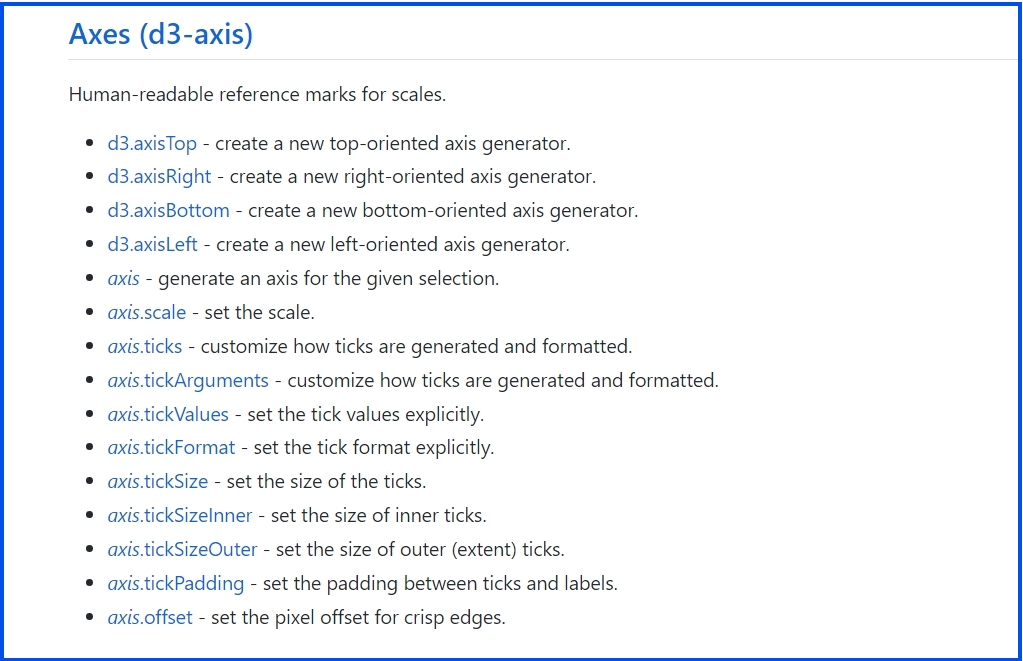 Axes (d3-axis)
Human-readable reference marks for scales.
d3.axisTop - create a new top-oriented axis generator.
d3.axisRight - create a new right-oriented axis generator.
d3.axisBottom - create a new bottom-oriented axis generator.
d3.axisLeft - create a new left-oriented axis generator.
axis - generate an axis for the given selection.
axis.scale - set the scale.
axis.ticks - customize how ticks are generated and formatted.
axis.tickArguments - customize how ticks are generated and formatted.
axis.tickValues - set the tick values explicitly.
axis.tickFormat - set the tick format explicitly.
axis.tickSize - set the size of the ticks.
axis.tickSizeInner - set the size of inner ticks.
axis.tickSizeOuter - set the size of outer (extent) ticks.
axis.tickPadding - set the padding between ticks and labels.
axis.offset - set the pixel offset for crisp edges.